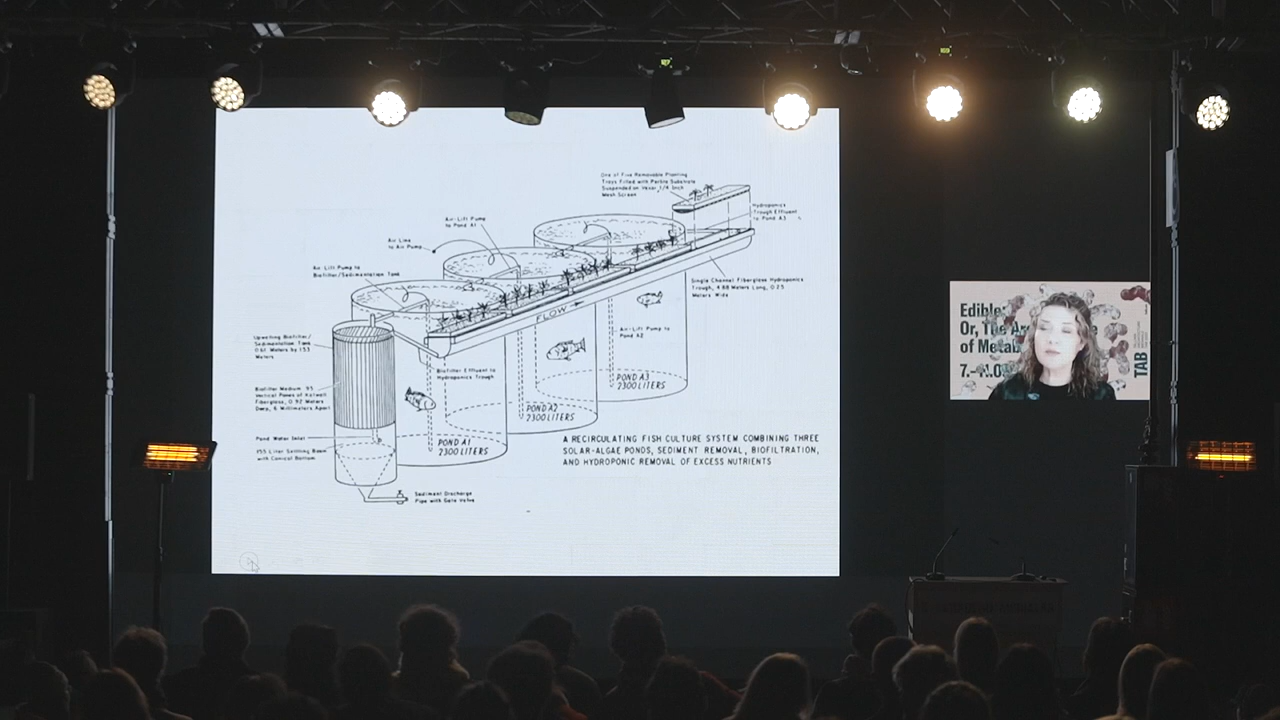 One of Five Removable Planting
Trays Filled with Perlite Substrate
Suspended on Vexar 1/4 Inch
Mesh Screen
Hydroponics
Trough Effluent
to Pond A3
Air-Lift Pump
to Pond A1
Air Line
to Air Pump
Air Lift Pump to
Biofilter/Sedimentation Tank
Single Channel Fiberglass Hydroponics
Trough, 4.88 Meters Long, 0.25
Meters Wide
FLOW
Upwelling Biofilter/
Sedimentation Tank
0.61 Meters by 1.53
Meters
Air-Lift Pump to
Pond A2
Biofilter Effluent to
Hydroponics Trough
Biofilter Medium: 95
Vertical Panes of Kalwall
Fiberglass, 0.92 Meters
Deep, 6 Millimeters Apart
POND A3
2300 LITERS
POND A2
2300 LITERS
POND A1
2300 LITERS
Pond Water Inlet
155 Liter Settling Basin
with Conical Bottom
Sediment Discharge
Pipe with Gate Valve
A RECIRCULATING FISH CULTURE SYSTEM COMBINING THREE
SOLAR-ALGAE PONDS, SEDIMENT REMOVAL, BIOFILTRATION,
AND HYDROPONIC REMOVAL OF EXCESS NUTRIENTS
Edible;
Or, The Ar
of Metab
TAB